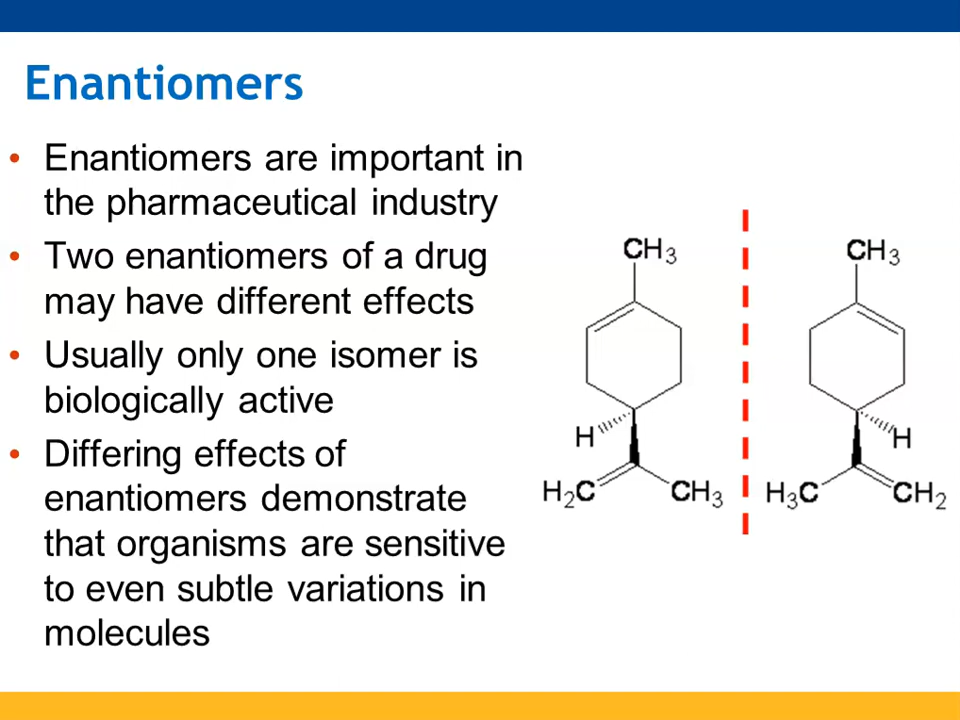 Enantiomers
• Enantiomers are important in
the pharmaceutical industry
• Two enantiomers of a drug
may have different effects
• Usually only one isomer is
biologically active
• Differing effects of
enantiomers demonstrate
that organisms are sensitive
to even subtle variations in
molecules
CH₃
CH₃
H
H
H₂C
CH₃
H₃C
CH₂